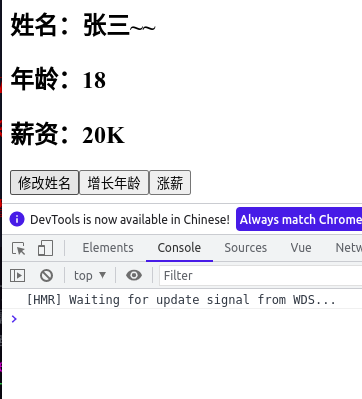 姓名：张三~~
年龄：18
薪资：20K
修改姓名 增长年龄 涨薪
DevTools is now available in Chinese! Always match Chrome
Elements Console Sources Vue Netw
top Filter
[HMR] Waiting for update signal from WDS...
>